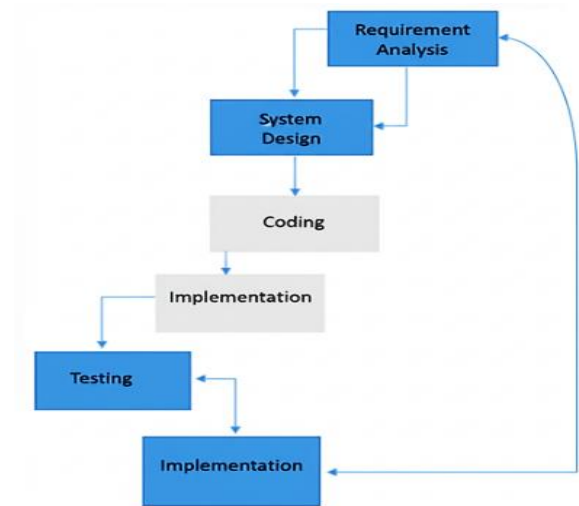 Requirement
Analysis
System
Design
Coding
Implementation
Testing
Implementation